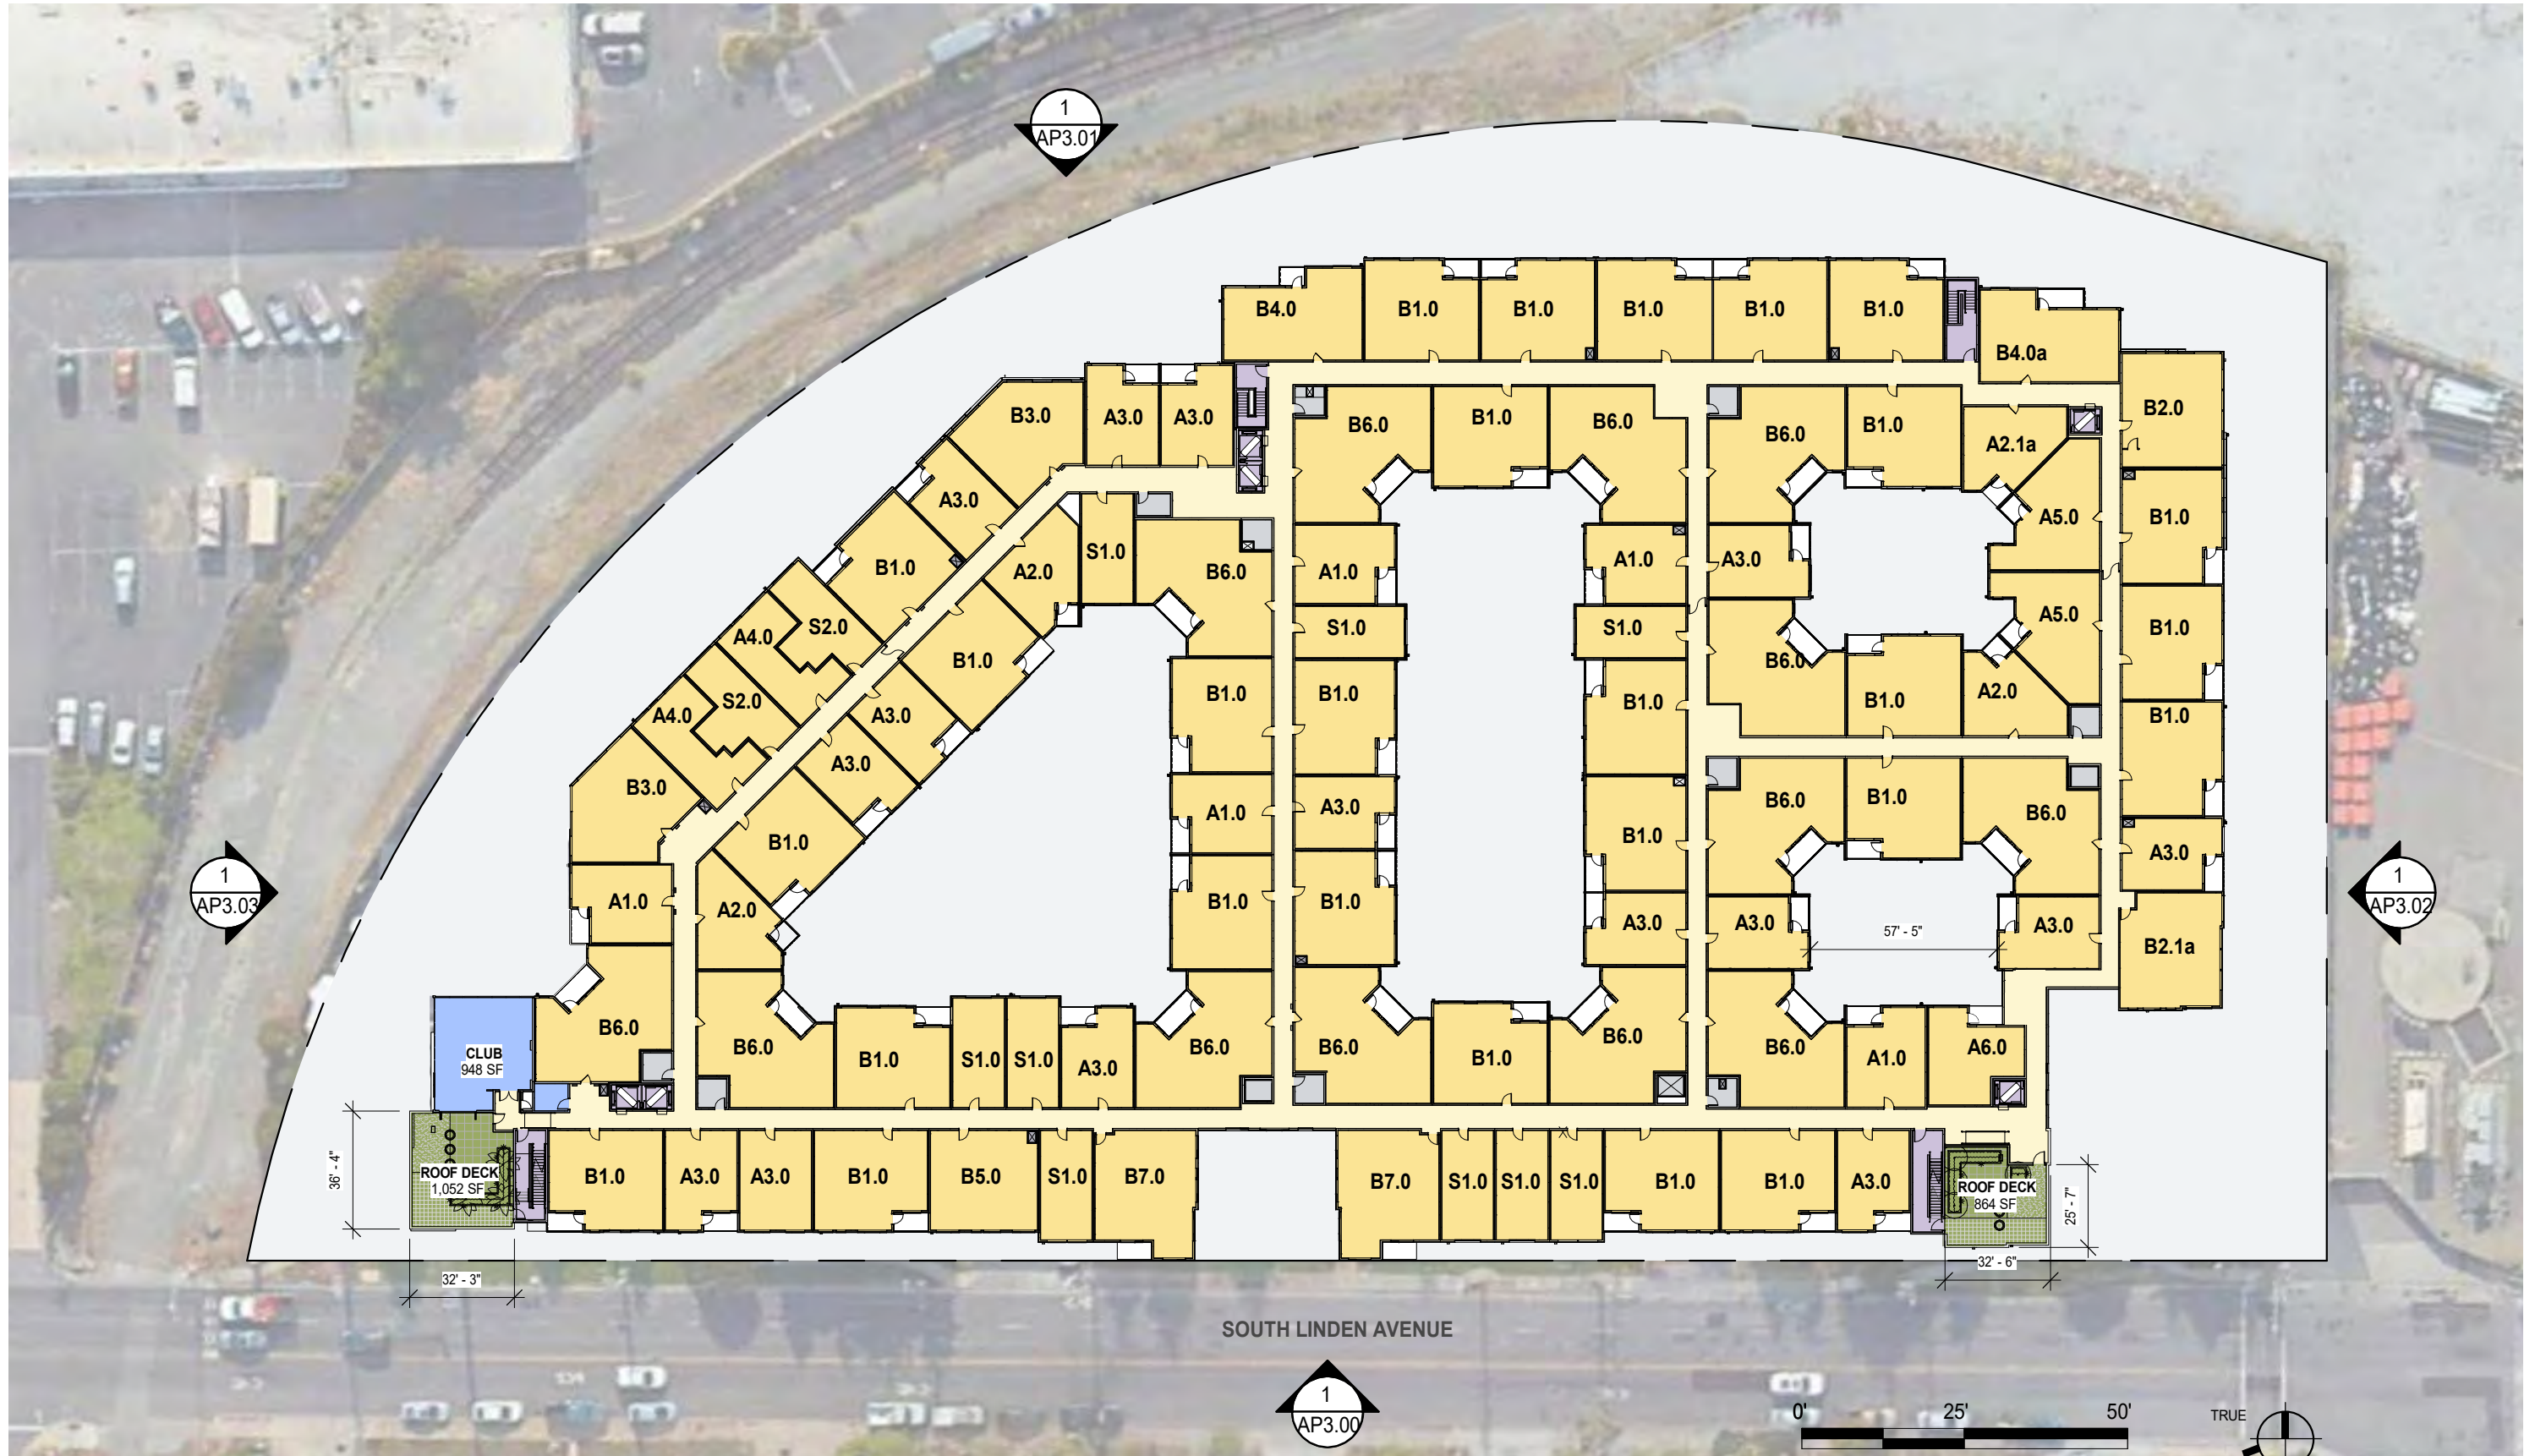 1
AP3.01
B4.0
B1.0
B1.0
B1.0
B1.0
B1.0
B4.0a
B3.0
A3.0
A3.0
B6.0
B1.0
B6.0
B6.0
B1.0
A2.1a
B2.0
A3.0
A5.0
B1.0
B1.0
A2.0
S1.0
B6.0
A1.0
A1.0
A3.0
A4.0
S2.0
S1.0
S1.0
A5.0
B1.0
B1.0
B6.0
A4.0
S2.0
A3.0
B1.0
B1.0
B1.0
B1.0
A2.0
B1.0
B3.0
A3.0
A1.0
A3.0
B1.0
B6.0
B1.0
B6.0
B1.0
A3.0
1
AP3.03
A1.0
A2.0
B1.0
B1.0
A3.0
A3.0
57' - 5"
A3.0
B2.1a
1
AP3.02
CLUB
948 SF
B6.0
B6.0
B1.0
S1.0
S1.0
A3.0
B6.0
B6.0
B1.0
B6.0
B6.0
A1.0
A6.0
36' - 4"
ROOF DECK
1,052 SF
B1.0
A3.0
A3.0
B1.0
B5.0
S1.0
B7.0
B7.0
S1.0
S1.0
S1.0
B1.0
B1.0
A3.0
ROOF DECK
864 SF
25' - 7"
32' - 3"
32' - 6"
SOUTH LINDEN AVENUE
1
AP3.00
0'
25'
50'
TRUE